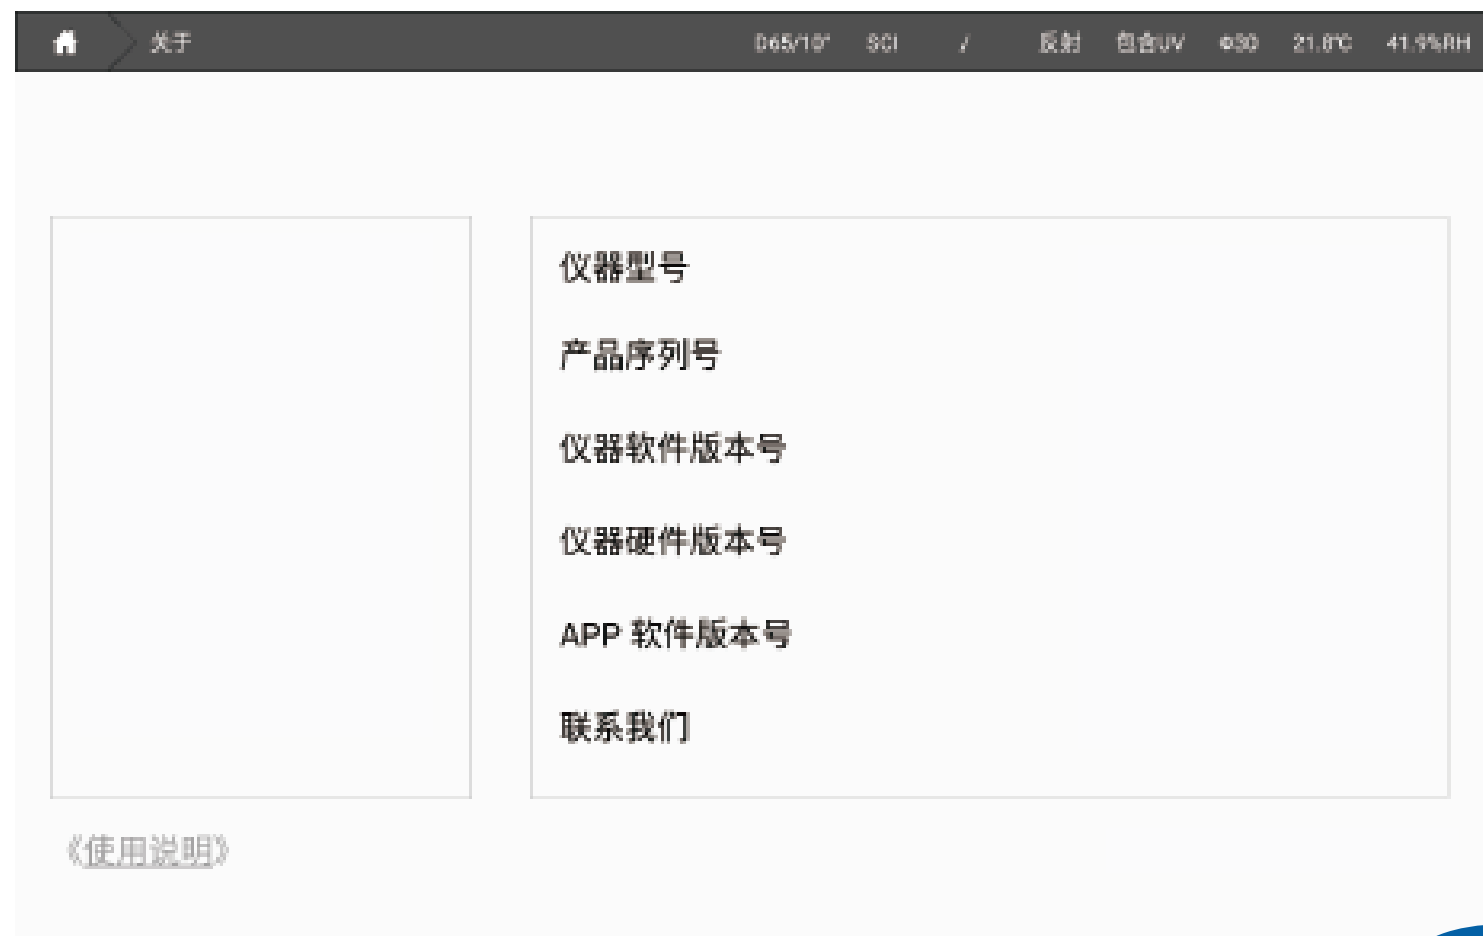 关于 D65/10° SCI / 反射 包含UV Φ30 21.8℃ 41.9%RH
仪器型号
产品序列号
仪器软件版本号
仪器硬件版本号
APP 软件版本号
联系我们
《使用说明》